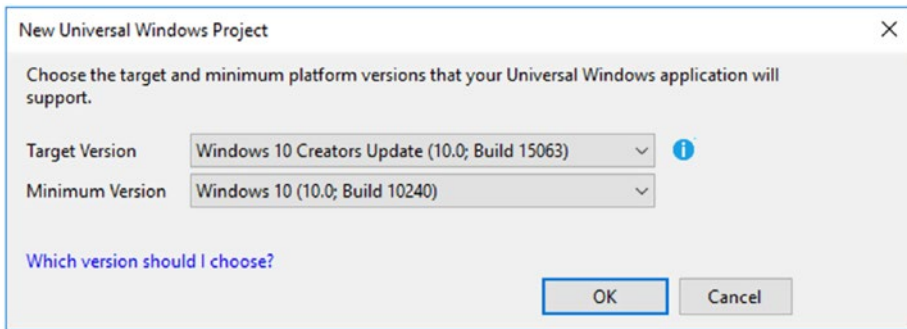 New Universal Windows Project
Choose the target and minimum platform versions that your Universal Windows application will
support.
Target Version Windows 10 Creators Update (10.0; Build 15063)
Minimum Version Windows 10 (10.0; Build 10240)
Which version should I choose?
OK Cancel